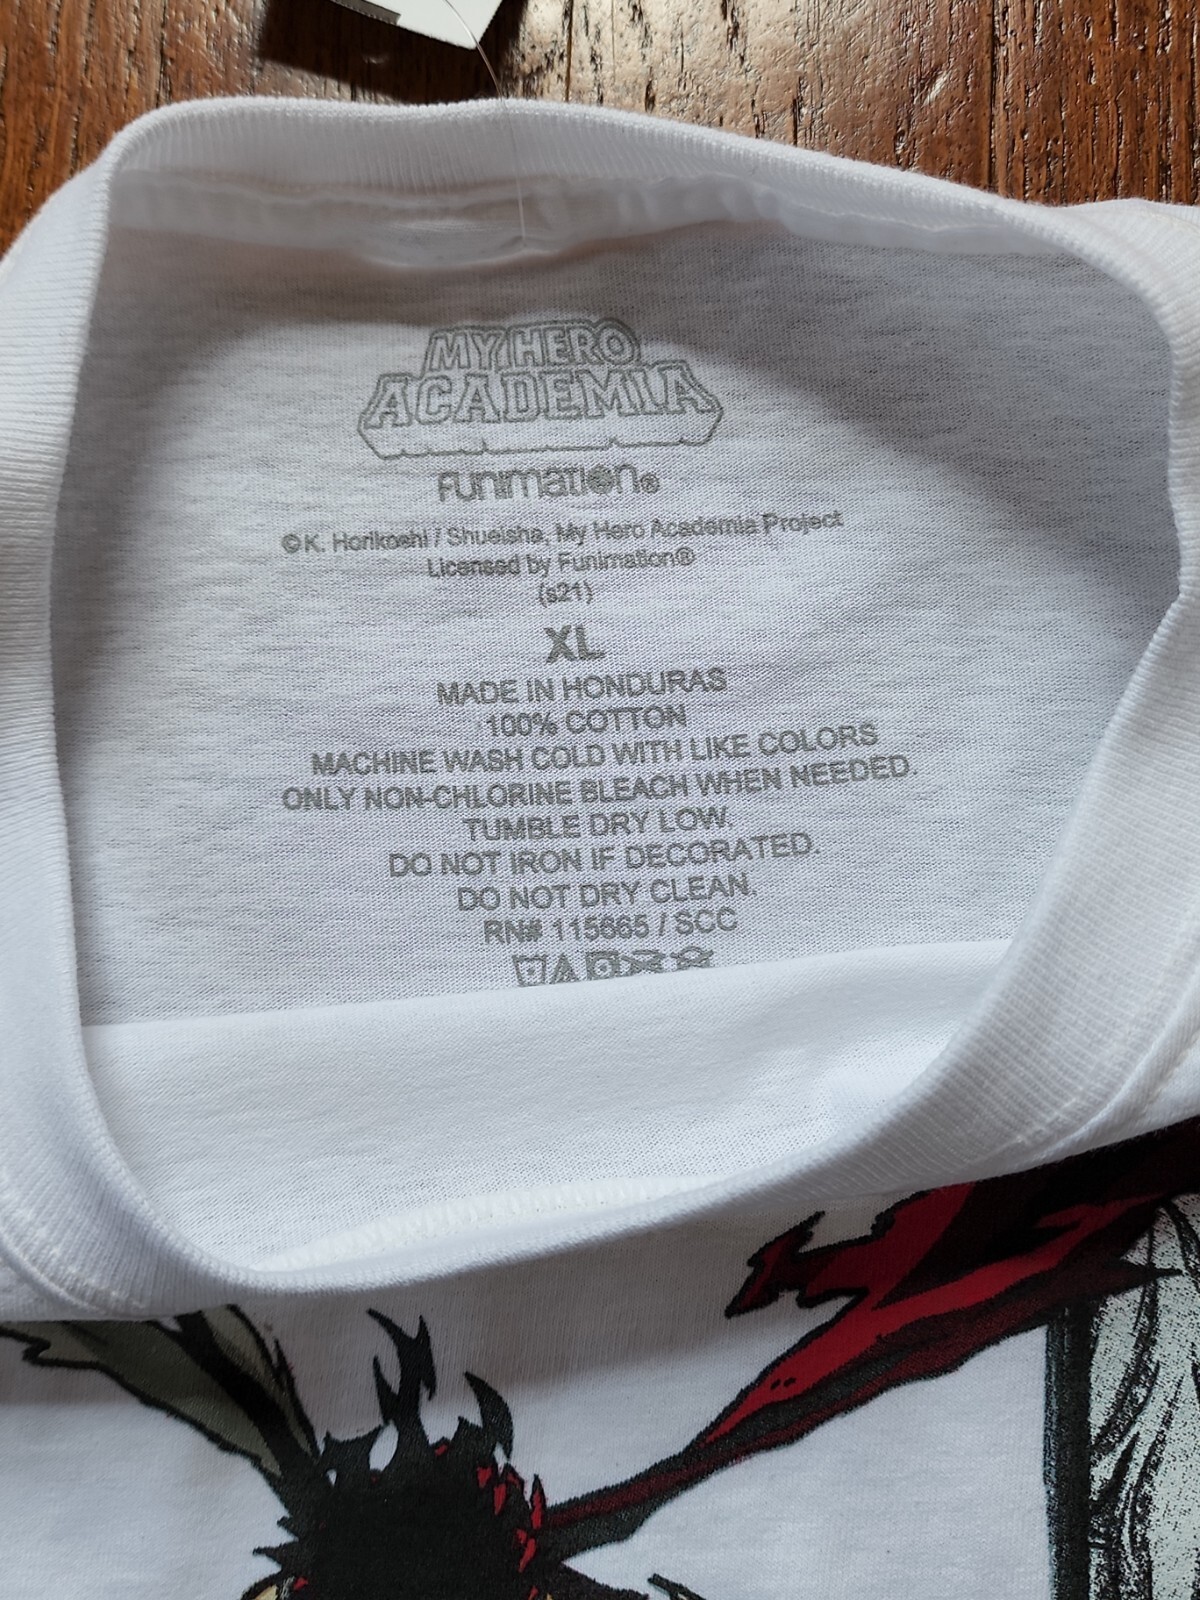 MY HERO
ACADEMIA
FUNIMATION®
©K. Horikoshi / Shueisha, My Hero Academia Project
Licensed by Funimation®
(s21)
XL
MADE IN HONDURAS
100% COTTON
MACHINE WASH COLD WITH LIKE COLORS
ONLY NON-CHLORINE BLEACH WHEN NEEDED.
TUMBLE DRY LOW.
DO NOT IRON IF DECORATED.
DO NOT DRY CLEAN.
RN# 115665 / SCC